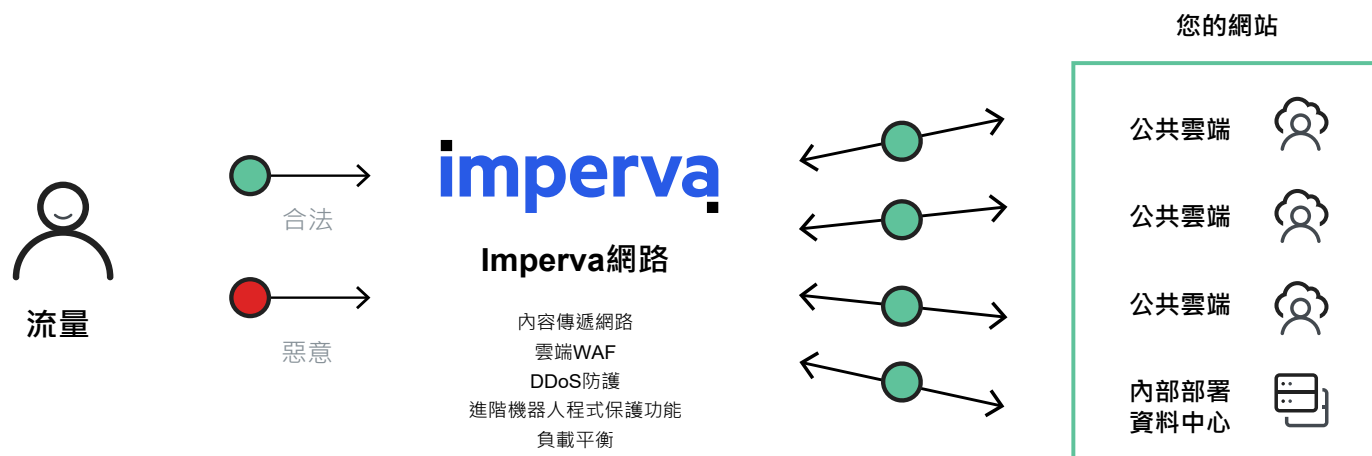 您的網站
流量
合法
惡意
imperva
Imperva網路
內容傳遞網路
雲端WAF
DDoS防護
進階機器人程式保護功能
負載平衡
公共雲端
公共雲端
公共雲端
內部部署
資料中心